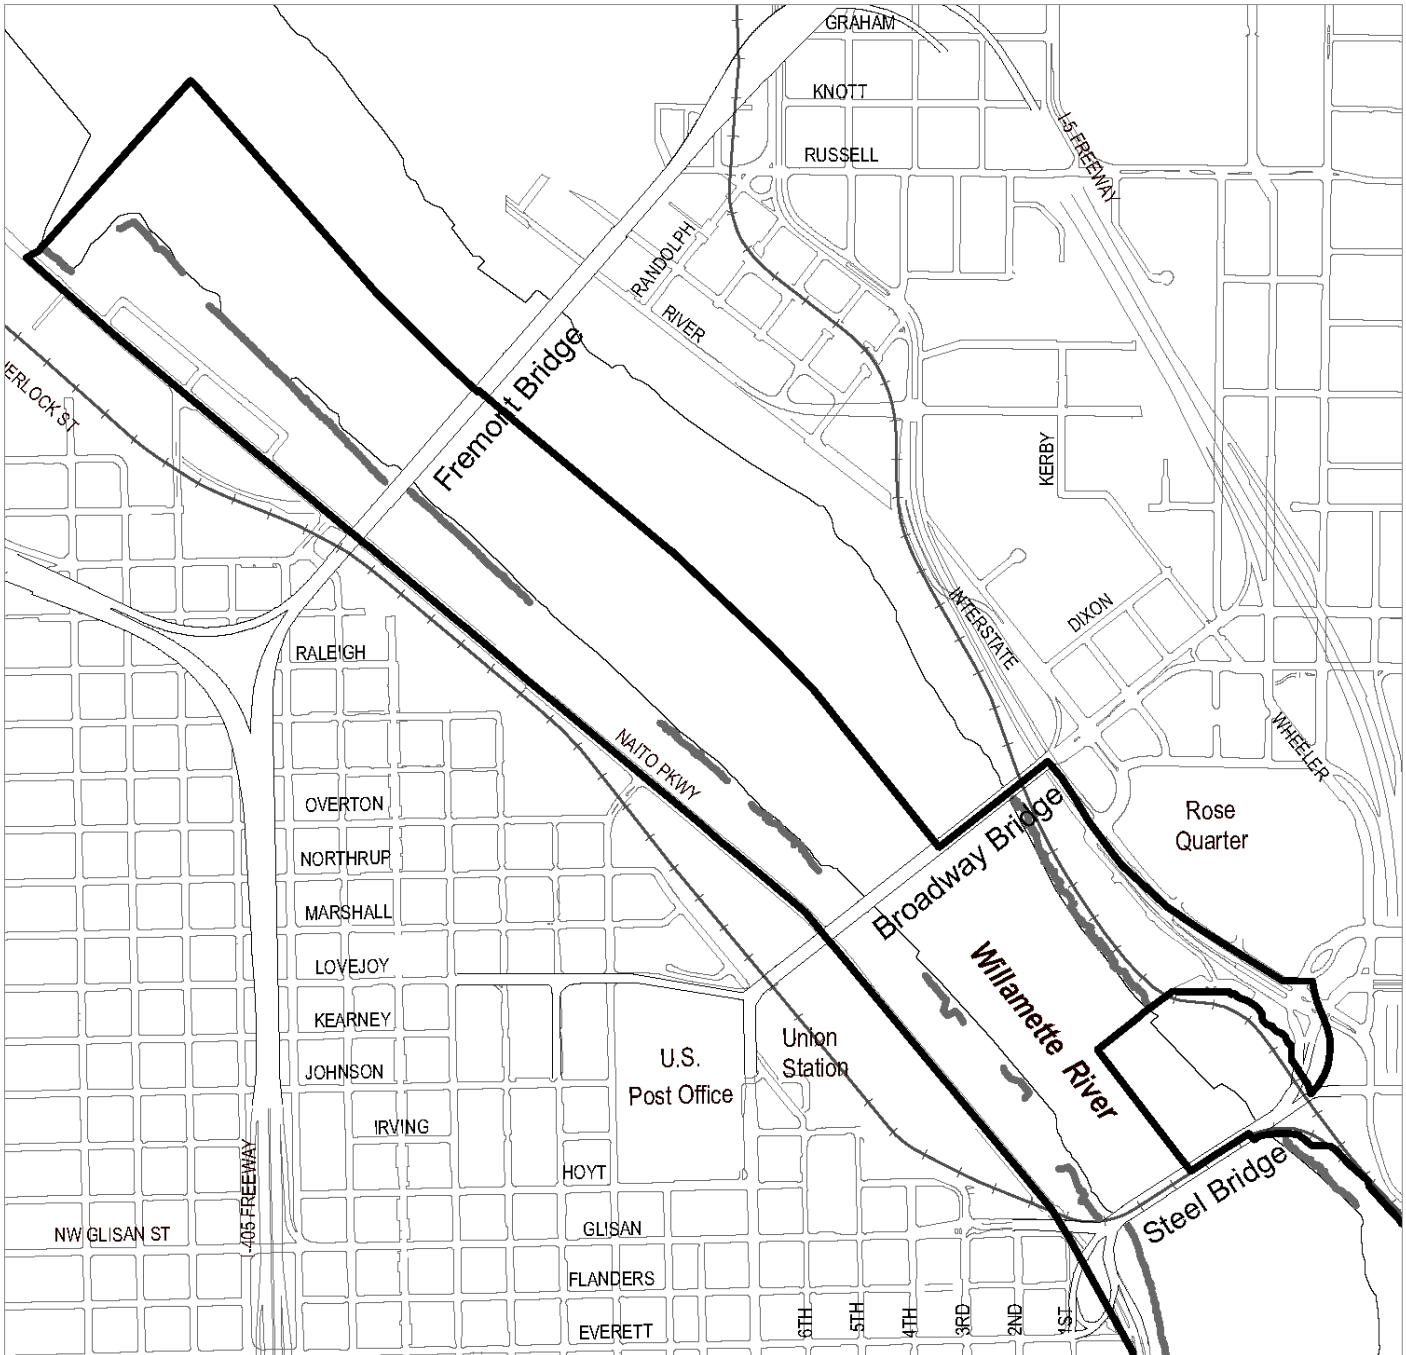 GRAHAM
KNOTT
I-5 FREEWAY
RUSSELL
RANDOLPH
RIVER
Fremont Bridge
ERLOCK ST
KERBY
INTERSTATE
DIXON
RALEIGH
WHEELER
NAITO PKWY
OVERTON
Rose
Quarter
NORTHRUP
Broadway Bridge
MARSHALL
LOVEJOY
Willamette River
KEARNEY
Union
Station
U.S.
Post Office
JOHNSON
IRVING
HOYT
Steel Bridge
I-405 FREEWAY
NW GLISAN ST
GLISAN
FLANDERS
6TH
5TH
4TH
3RD
2ND
1ST
EVERETT